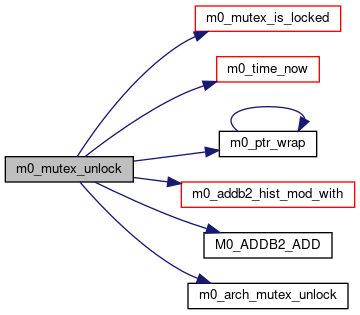 m0_mutex_is_locked
m0_time_now
m0_ptr_wrap
m0_mutex_unlock
m0_addb2_hist_mod_with
M0_ADDB2_ADD
m0_arch_mutex_unlock